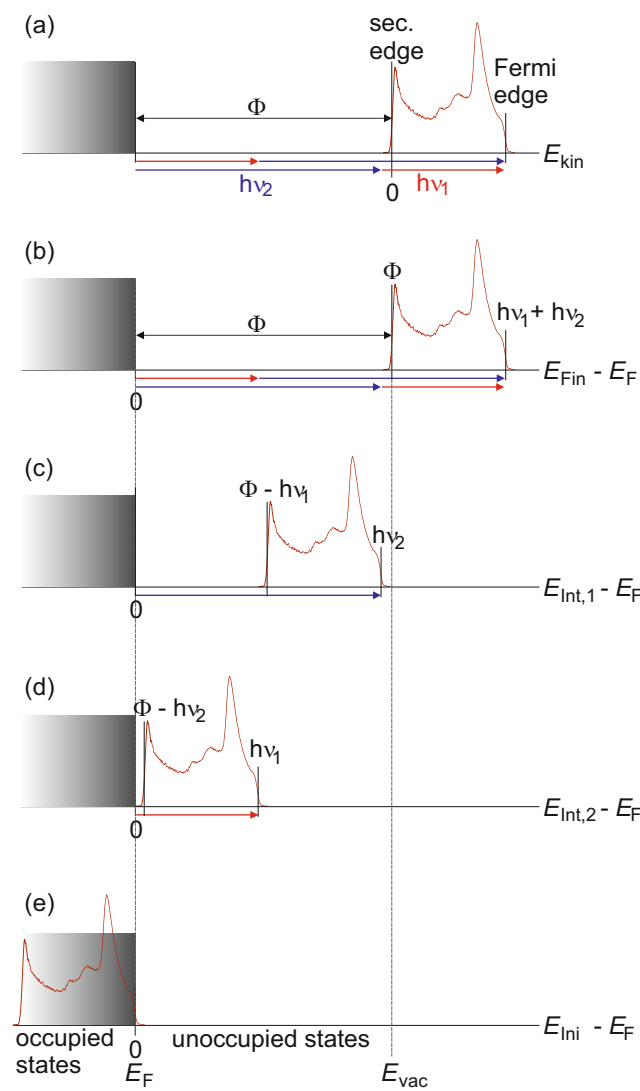 (a)
sec.
edge
Fermi
edge
Φ
E_kin
hν₂
0
hν₁
(b)
Φ
hν₁ + hν₂
Φ
E_Fin - E_F
0
(c)
Φ - hν₁
hν₂
E_Int,1 - E_F
0
(d)
Φ - hν₂
hν₁
E_Int,2 - E_F
0
(e)
E_Ini - E_F
occupied
states
0
unoccupied states
E_F
E_vac